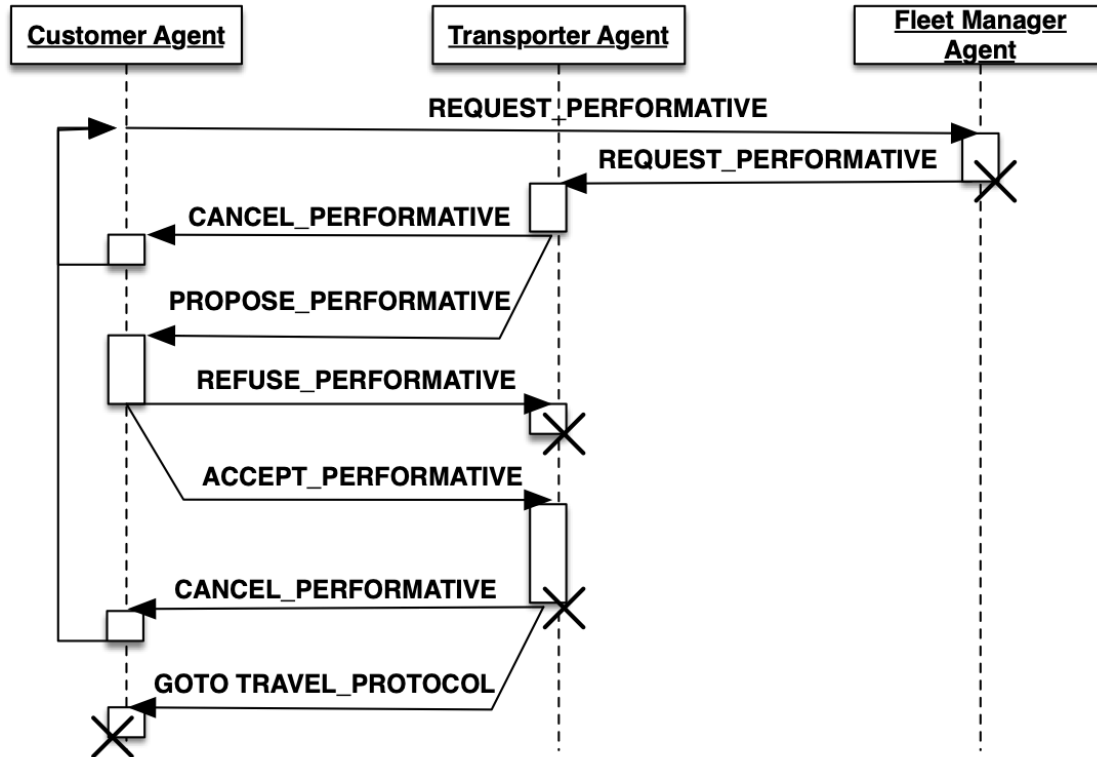 Customer Agent
Transporter Agent
Fleet Manager
Agent
REQUEST_PERFORMATIVE
REQUEST_PERFORMATIVE
CANCEL_PERFORMATIVE
PROPOSE_PERFORMATIVE
REFUSE_PERFORMATIVE
ACCEPT_PERFORMATIVE
CANCEL_PERFORMATIVE
GOTO TRAVEL_PROTOCOL